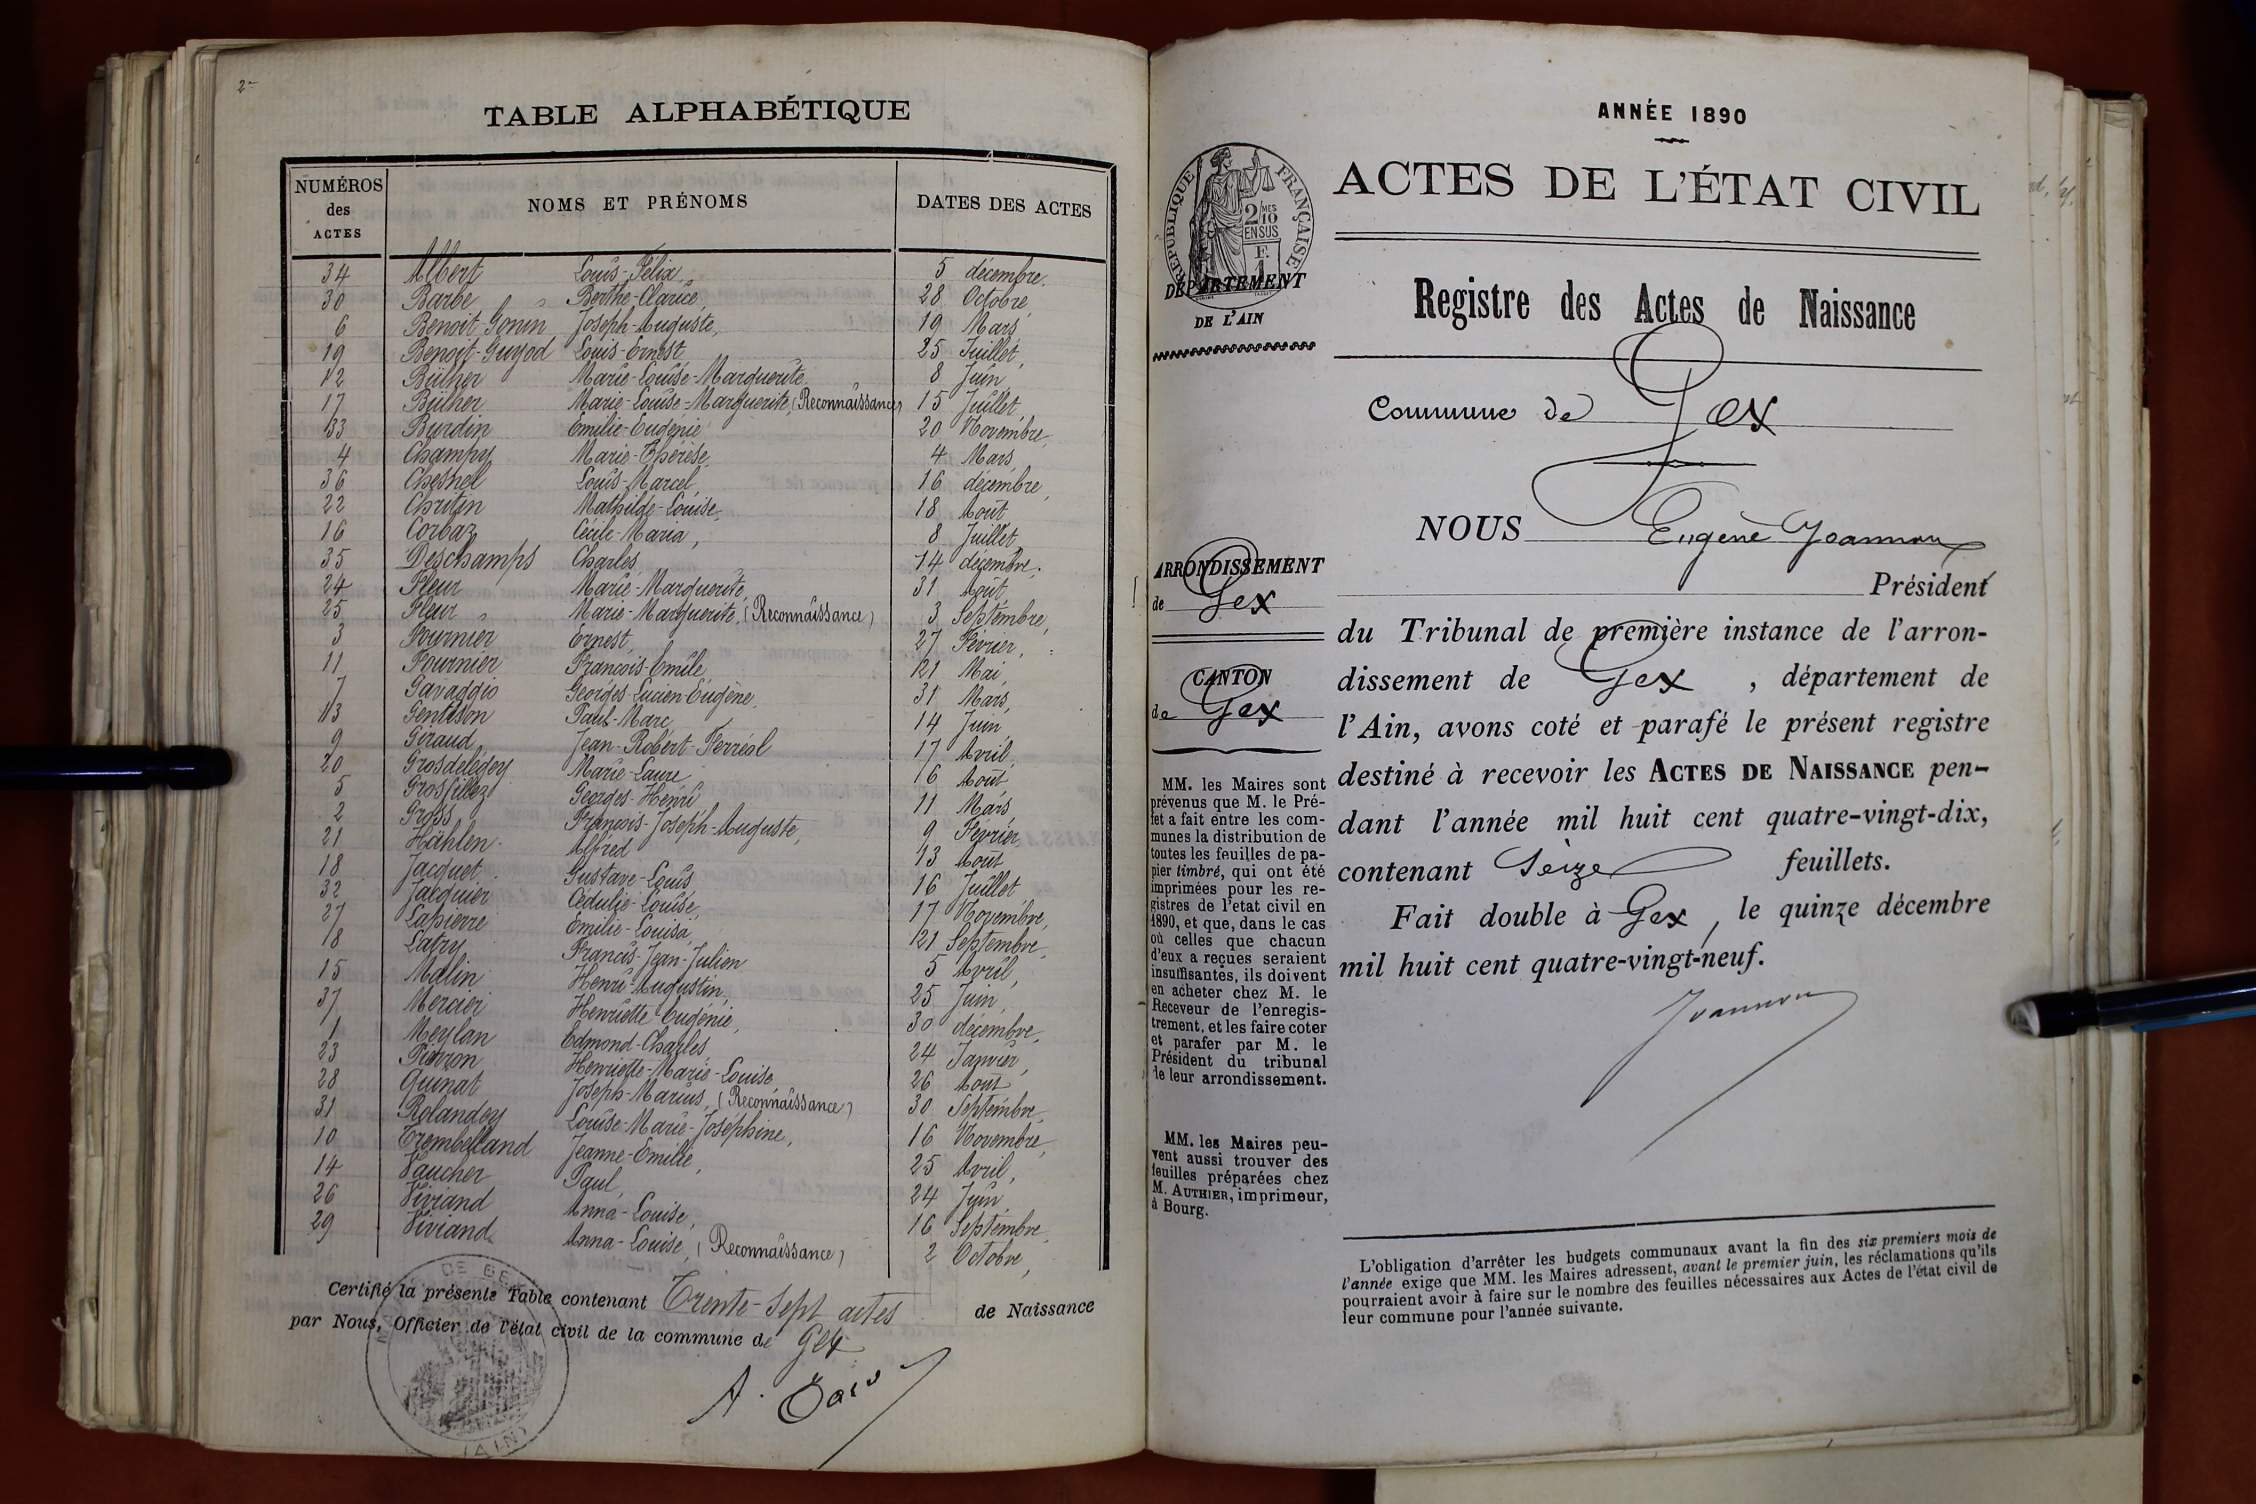 2
TABLE ALPHABÉTIQUE
NUMÉROS des ACTES NOMS ET PRÉNOMS DATES DES ACTES
34 Albert Louis-Félix, 5 décembre.
30 Barbe Berthe-Clarice, 28 Octobre,
6 Benoit-Gonin Joseph-Auguste, 19 Mars,
19 Benoit-Guyod Louis-Ernest, 25 Juillet,
12 Bülher Marie-Louise-Marguerite, 8 Juin,
17 Bülher Marie-Louise-Marguerite, (Reconnaissance) 15 Juillet,
33 Burdin Emilie-Eugénie 20 Novembre,
4 Champy Marie-Thérèse, 4 Mars,
36 Chesnel Louis-Marcel, 16 décembre,
22 Chriten Mathilde-Louise, 18 Août
16 Corbaz Cécile-Maria, 8 Juillet,
35 Deschamps Charles, 14 décembre.
24 Fleur Marie-Marguerite, 31 Août,
25 Fleur Marie-Marguerite, (Reconnaissance) 3 Septembre,
3 Fournier Ernest, 27 Février,
11 Fournier François-Emile, 21 Mai,
7 Gavaggio Georges-Lucien-Eugène. 31 Mars,
13 Gentison Paul-Marc, 14 Juin,
9 Giraud Jean-Robert-Ferréol 17 Avril,
20 Grosdelégey Marie-Laure, 6 Août,
5 Grosfillez Georges-Henri, 11 Mars
2 Gross François-Joseph-Auguste, 9 Février,
21 Hählen Alfred 13 Août
18 Jacquet Gustave-Louis, 16 Juillet
32 Jacquier Cédulie-Louise, 17 Novembre,
27 Lapierre Emilie-Louisa, 21 Septembre,
8 Latry Francis-Jean-Julien 5 Avril,
15 Malin Henri-Augustin, 25 Juin,
37 Mercier Henriette-Eugénie, 30 décembre,
1 Meylan Edmond-Charles 24 Janvier,
23 Henriette-Marie-Louise 26 Août
28 Quinat Joseph-Marius, (Reconnaissance) 30 Septembre,
31 Rolandey Louise-Marie-Joséphine, 16 Novembre,
10 Trembelland Jeanne-Emilie, 25 Avril,
14 Vaucher Paul, 24 Juin,
26 Viviand Anna-Louise, 16 Septembre
29 Viviand Anna-Louise, (Reconnaissance) 2 Octobre,
Certifié la présente Table contenant Trente-Sept actes de Naissance
par Nous, Officier de l'état civil de la commune de Gex
DE GEX
(AIN)
ANNÉE 1890
ACTES DE L'ÉTAT CIVIL
RÉPUBLIQUE FRANÇAISE
2/10MES
EN SUS
F.
1
DÉPARTEMENT
DE L'AIN
Registre des Actes de Naissance
Commune de Gex
NOUS Eugène Joannon
Président
ARRONDISSEMENT
de Gex
CANTON
de Gex
du Tribunal de première instance de l'arron-
dissement de Gex, département de
l'Ain, avons coté et parafé le présent registre
destiné à recevoir les ACTES DE NAISSANCE pen-
dant l'année mil huit cent quatre-vingt-dix,
contenant Seize feuillets.
Fait double à Gex, le quinze décembre
mil huit cent quatre-vingt-neuf.
Joannon
MM. les Maires sont
prévenus que M. le Pré-
fet a fait entre les com-
munes la distribution de
toutes les feuilles de pa-
pier timbré, qui ont été
imprimées pour les re-
gistres de l'état civil en
1890, et que, dans le cas
où celles que chacun
d'eux a reçues seraient
insuffisantes, ils doivent
en acheter chez M. le
Receveur de l'enregis-
trement, et les faire coter
et parafer par M. le
Président du tribunal
de leur arrondissement.
MM. les Maires peu-
vent aussi trouver des
feuilles préparées chez
M. AUTHIER, imprimeur,
à Bourg.
L'obligation d'arrêter les budgets communaux avant la fin des six premiers mois de
l'année exige que MM. les Maires adressent, avant le premier juin, les réclamations qu'ils
pourraient avoir à faire sur le nombre des feuilles nécessaires aux Actes de l'état civil de
leur commune pour l'année suivante.